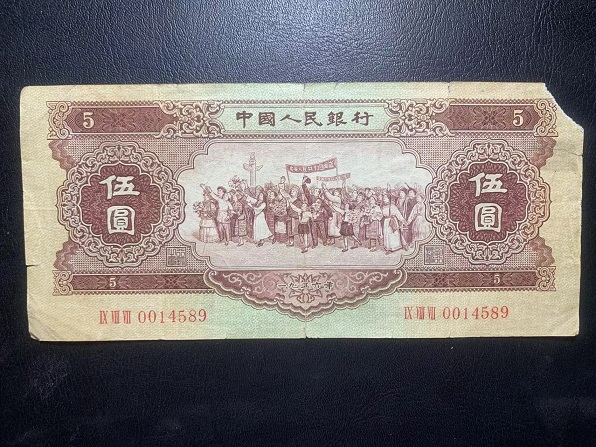 5 中國人民銀行 5
伍圓 伍圓
5 一九五六年 5
IX VIII VII 0014589 IX VIII VII 0014589